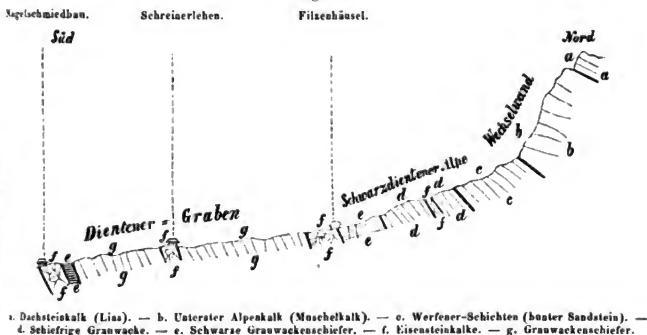 Nagelschmiedbau. Schreinerlehen. Filzenhäusel.
Süd Nord
a a
Wechselwand
b b
Schwarzdientener-Alpe
c c
d f d
d f d
e e
Dientener-Graben
f f f f f f
e e
g g g g
a. Dachsteinkalk (Lias). — b. Unterster Alpenkalk (Muschelkalk). — c. Werfener-Schichten (bunter Sandstein). —
d. Schiefrige Grauwacke. — e. Schwarze Grauwackenschiefer. — f. Eisensteinkalke. — g. Grauwackenschiefer.